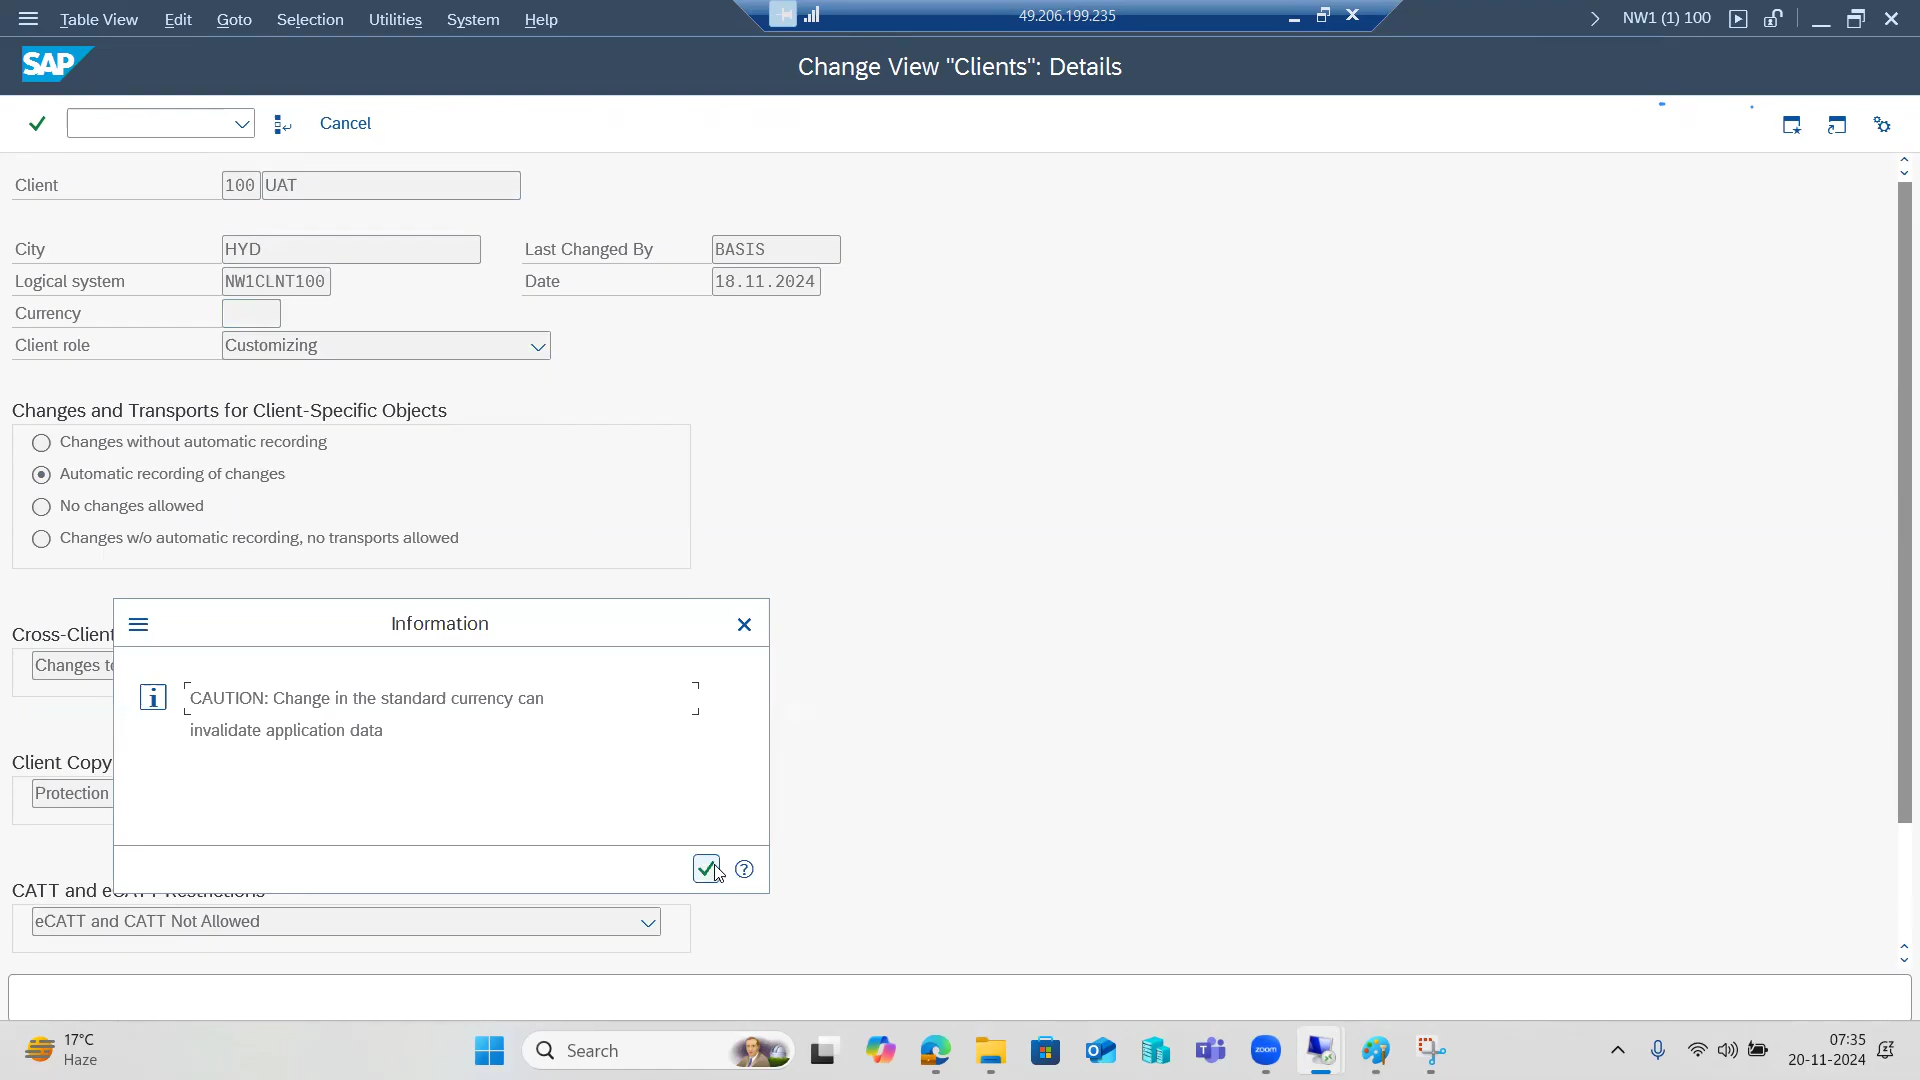 Table View Edit Goto Selection Utilities System Help
49.206.199.235
NW1 (1) 100
SAP
Change View "Clients": Details
Cancel
Client 100 UAT
City HYD Last Changed By BASIS
Logical system NW1CLNT100 Date 18.11.2024
Currency
Client role Customizing
Changes and Transports for Client-Specific Objects
Changes without automatic recording
Automatic recording of changes
No changes allowed
Changes w/o automatic recording, no transports allowed
Information
Cross-Client
Changes
CAUTION: Change in the standard currency can
invalidate application data
Client Copy
Protection
CATT and Restrictions
eCATT and CATT Not Allowed
17°C
Haze
Search
zoom
07:35
20-11-2024